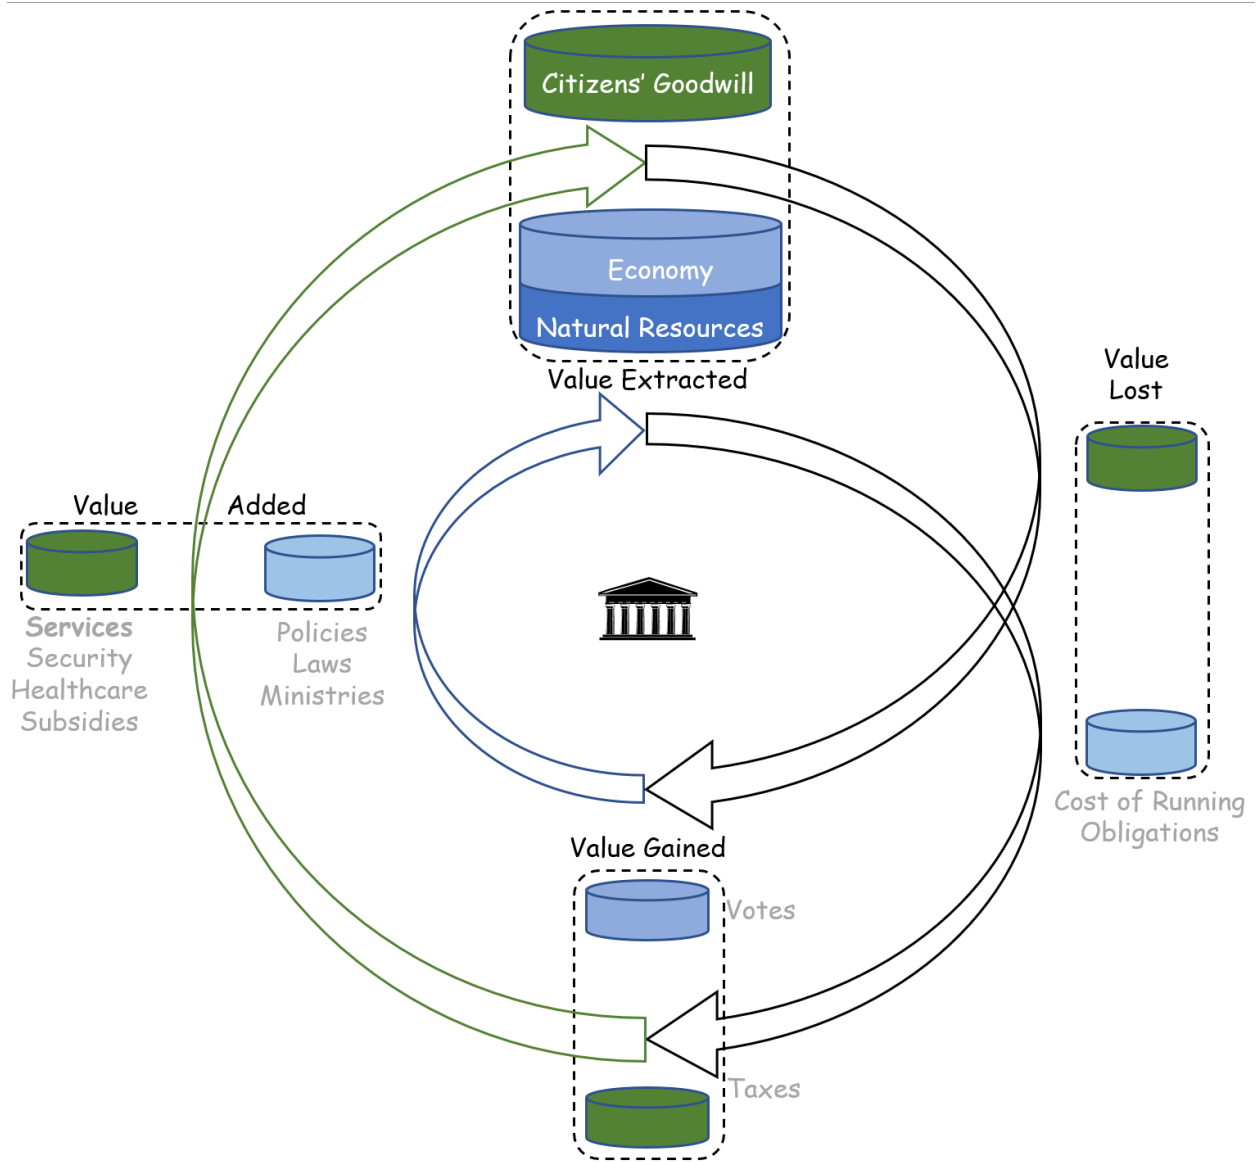 Citizens' Goodwill
Economy
Natural Resources
Value Extracted
Value
Lost
Value Added
Services
Security
Healthcare
Subsidies
Policies
Laws
Ministries
Cost of Running
Obligations
Value Gained
Votes
Taxes